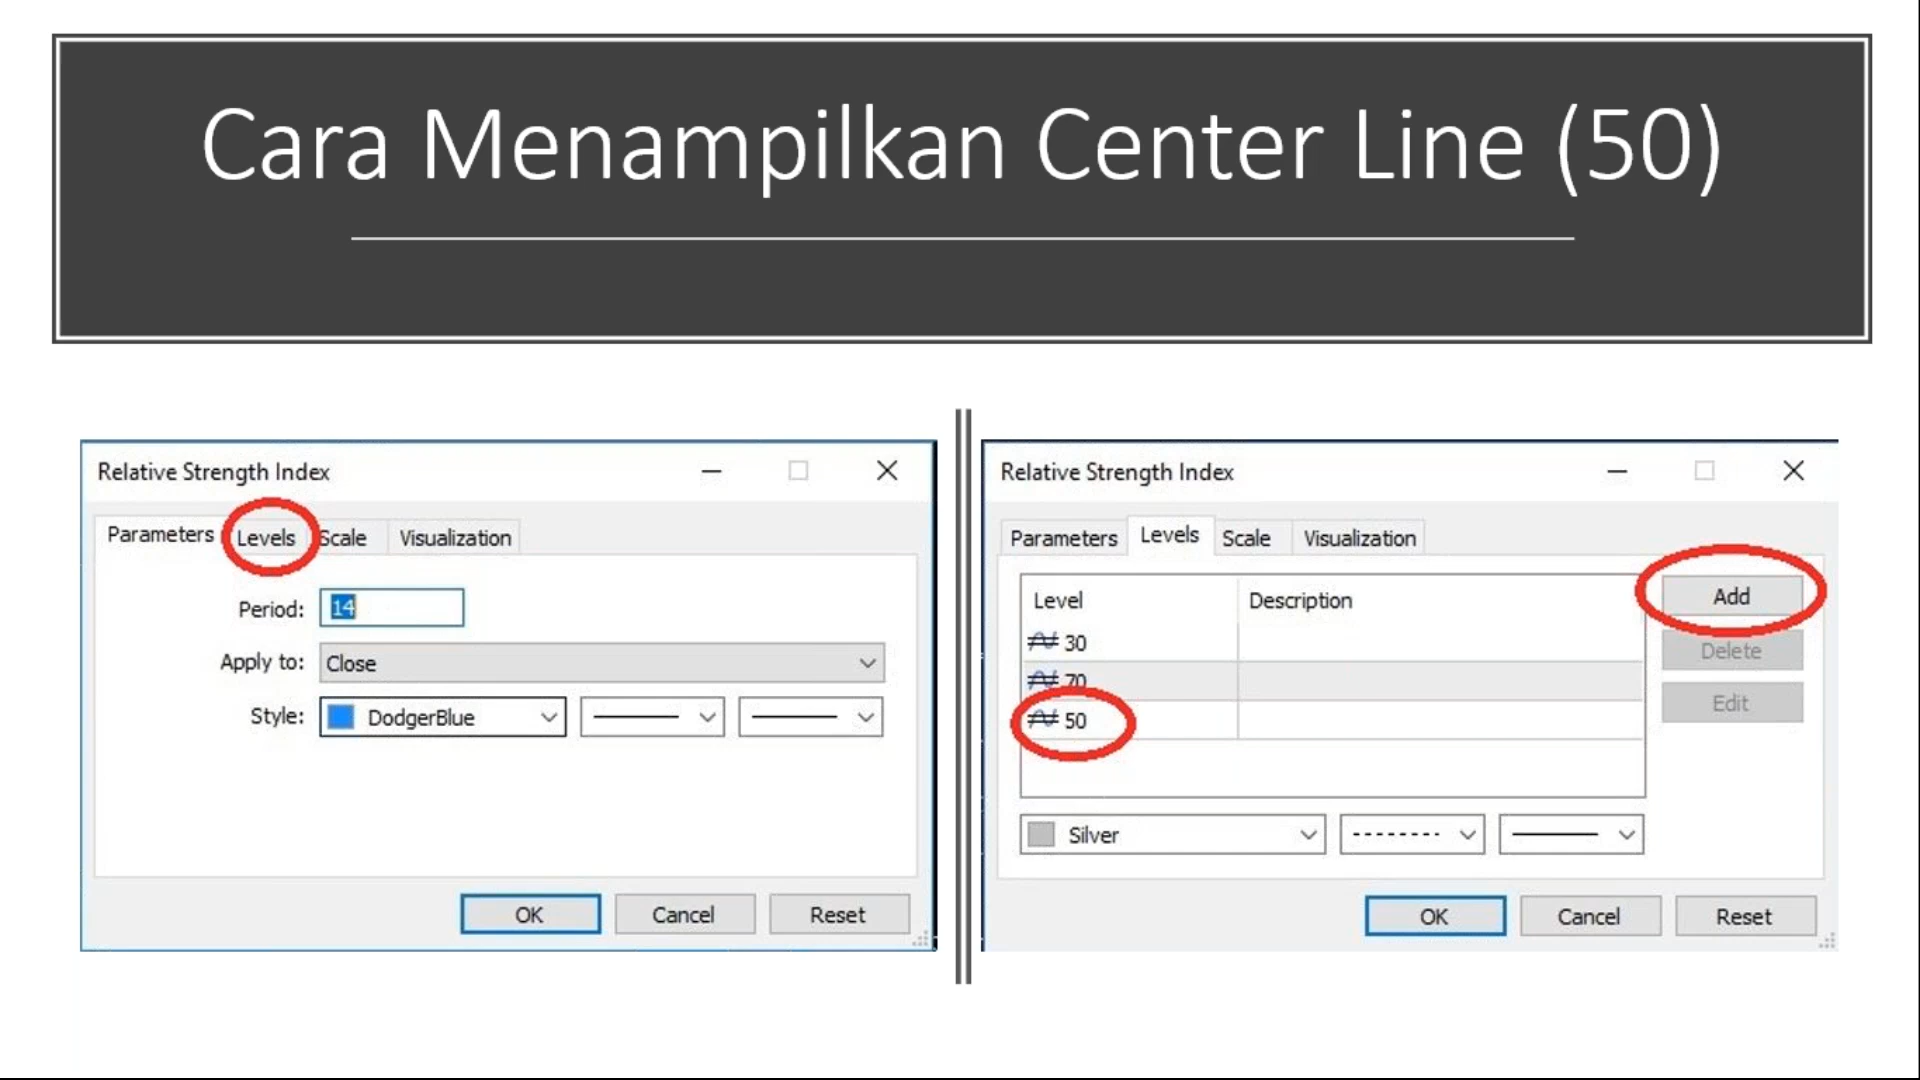 Cara Menampilkan Center Line (50)
Relative Strength Index
Parameters Levels Scale Visualization
Period: 14
Apply to: Close
Style: DodgerBlue
OK Cancel Reset
Relative Strength Index
Parameters Levels Scale Visualization
Level Description
30
70
50
Add
Delete
Edit
Silver
OK Cancel Reset